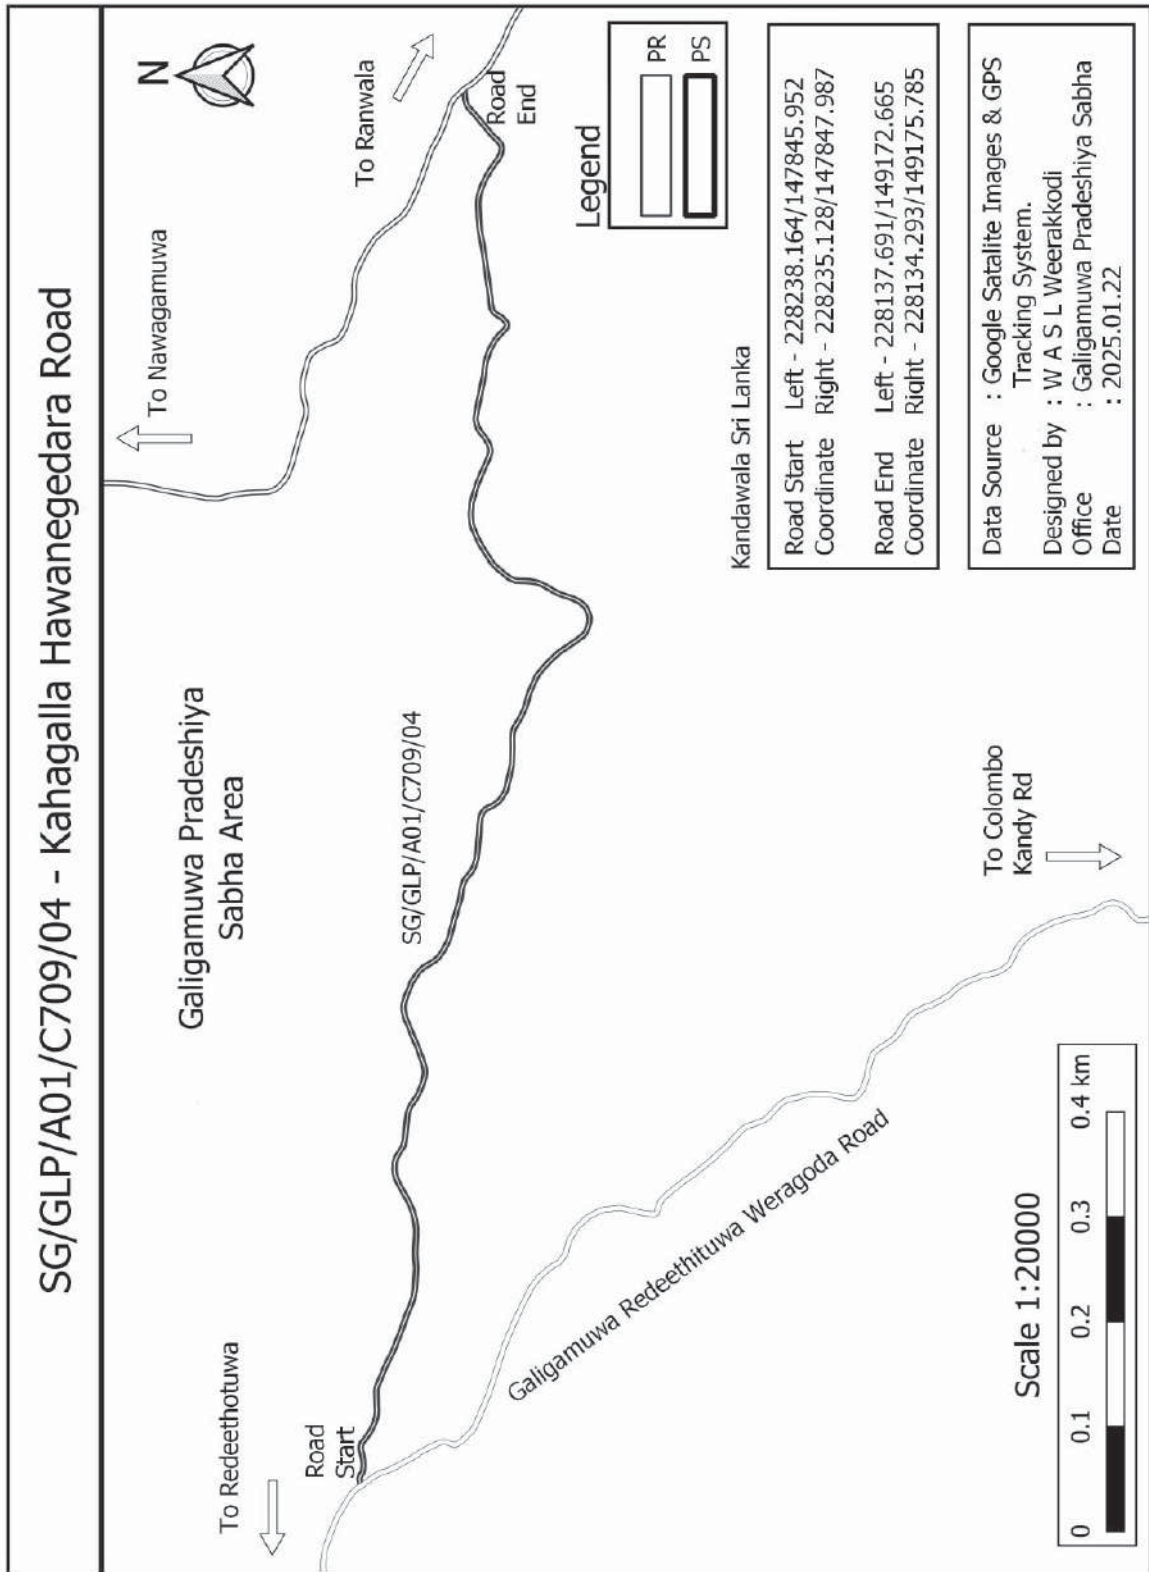 SG/GLP/A01/C709/04 - Kahagalla Hawanegedara Road
N
To Nawagamuwa
To Ranwala
Galigamuwa Pradeshiya
Sabha Area
To Redeethotuwa
Road
Start
SG/GLP/A01/C709/04
Road
End
Galigamuwa Redeethituwa Weragoda Road
To Colombo
Kandy Rd
Legend
PR
PS
Kandawala Sri Lanka
Road Start Left - 228238.164/147845.952
Coordinate Right - 228235.128/147847.987
Road End Left - 228137.691/149172.665
Coordinate Right - 228134.293/149175.785
Data Source : Google Satalite Images & GPS
Tracking System.
Designed by : W A S L Weerakkodi
Office : Galigamuwa Pradeshiya Sabha
Date : 2025.01.22
Scale 1:20000
0 0.1 0.2 0.3 0.4 km